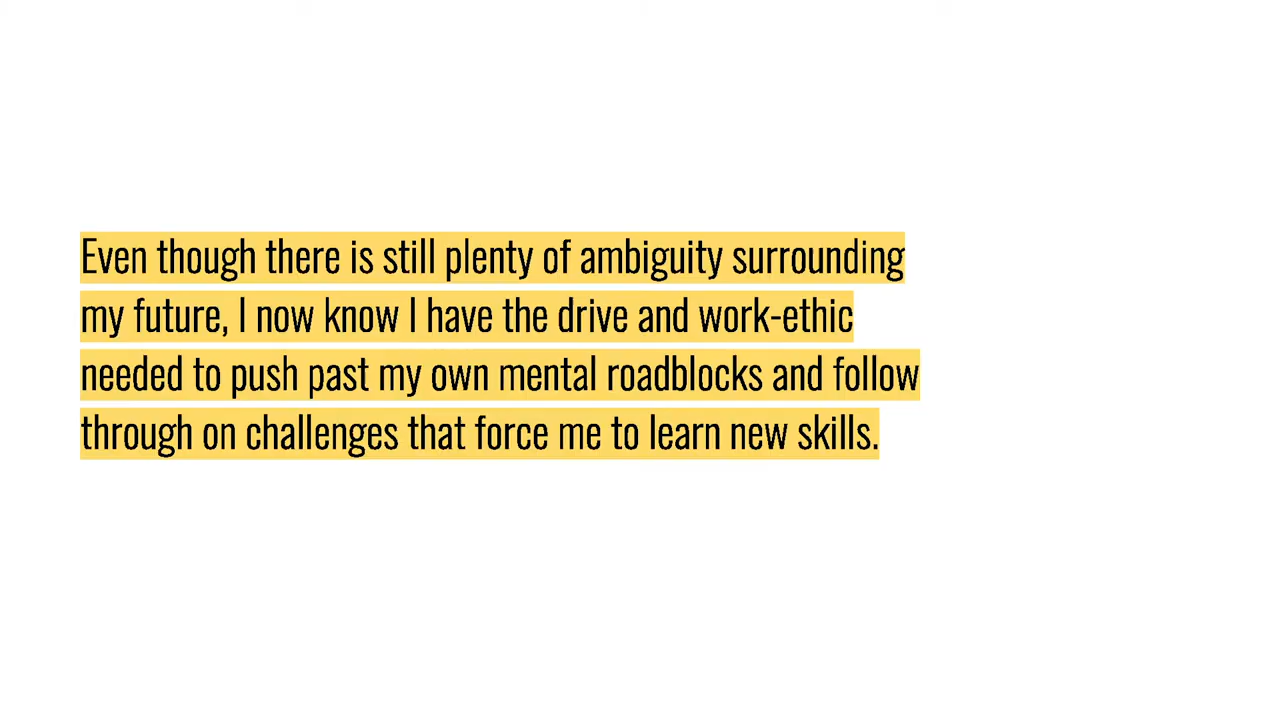 Even though there is still plenty of ambiguity surrounding
my future, I now know I have the drive and work-ethic
needed to push past my own mental roadblocks and follow
through on challenges that force me to learn new skills.